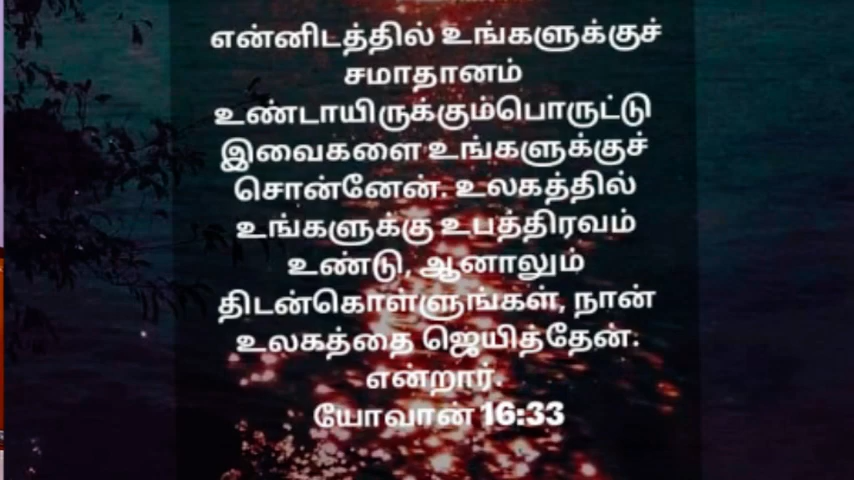 என்னிடத்தில் உங்களுக்குச்
சமாதானம்
உண்டாயிருக்கும்பொருட்டு
இவைகளை உங்களுக்குச்
சொன்னேன். உலகத்தில்
உங்களுக்கு உபத்திரவம்
உண்டு, ஆனாலும்
திடன்கொள்ளுங்கள், நான்
உலகத்தை ஜெயித்தேன்.
என்றார்.
யோவான் 16:33